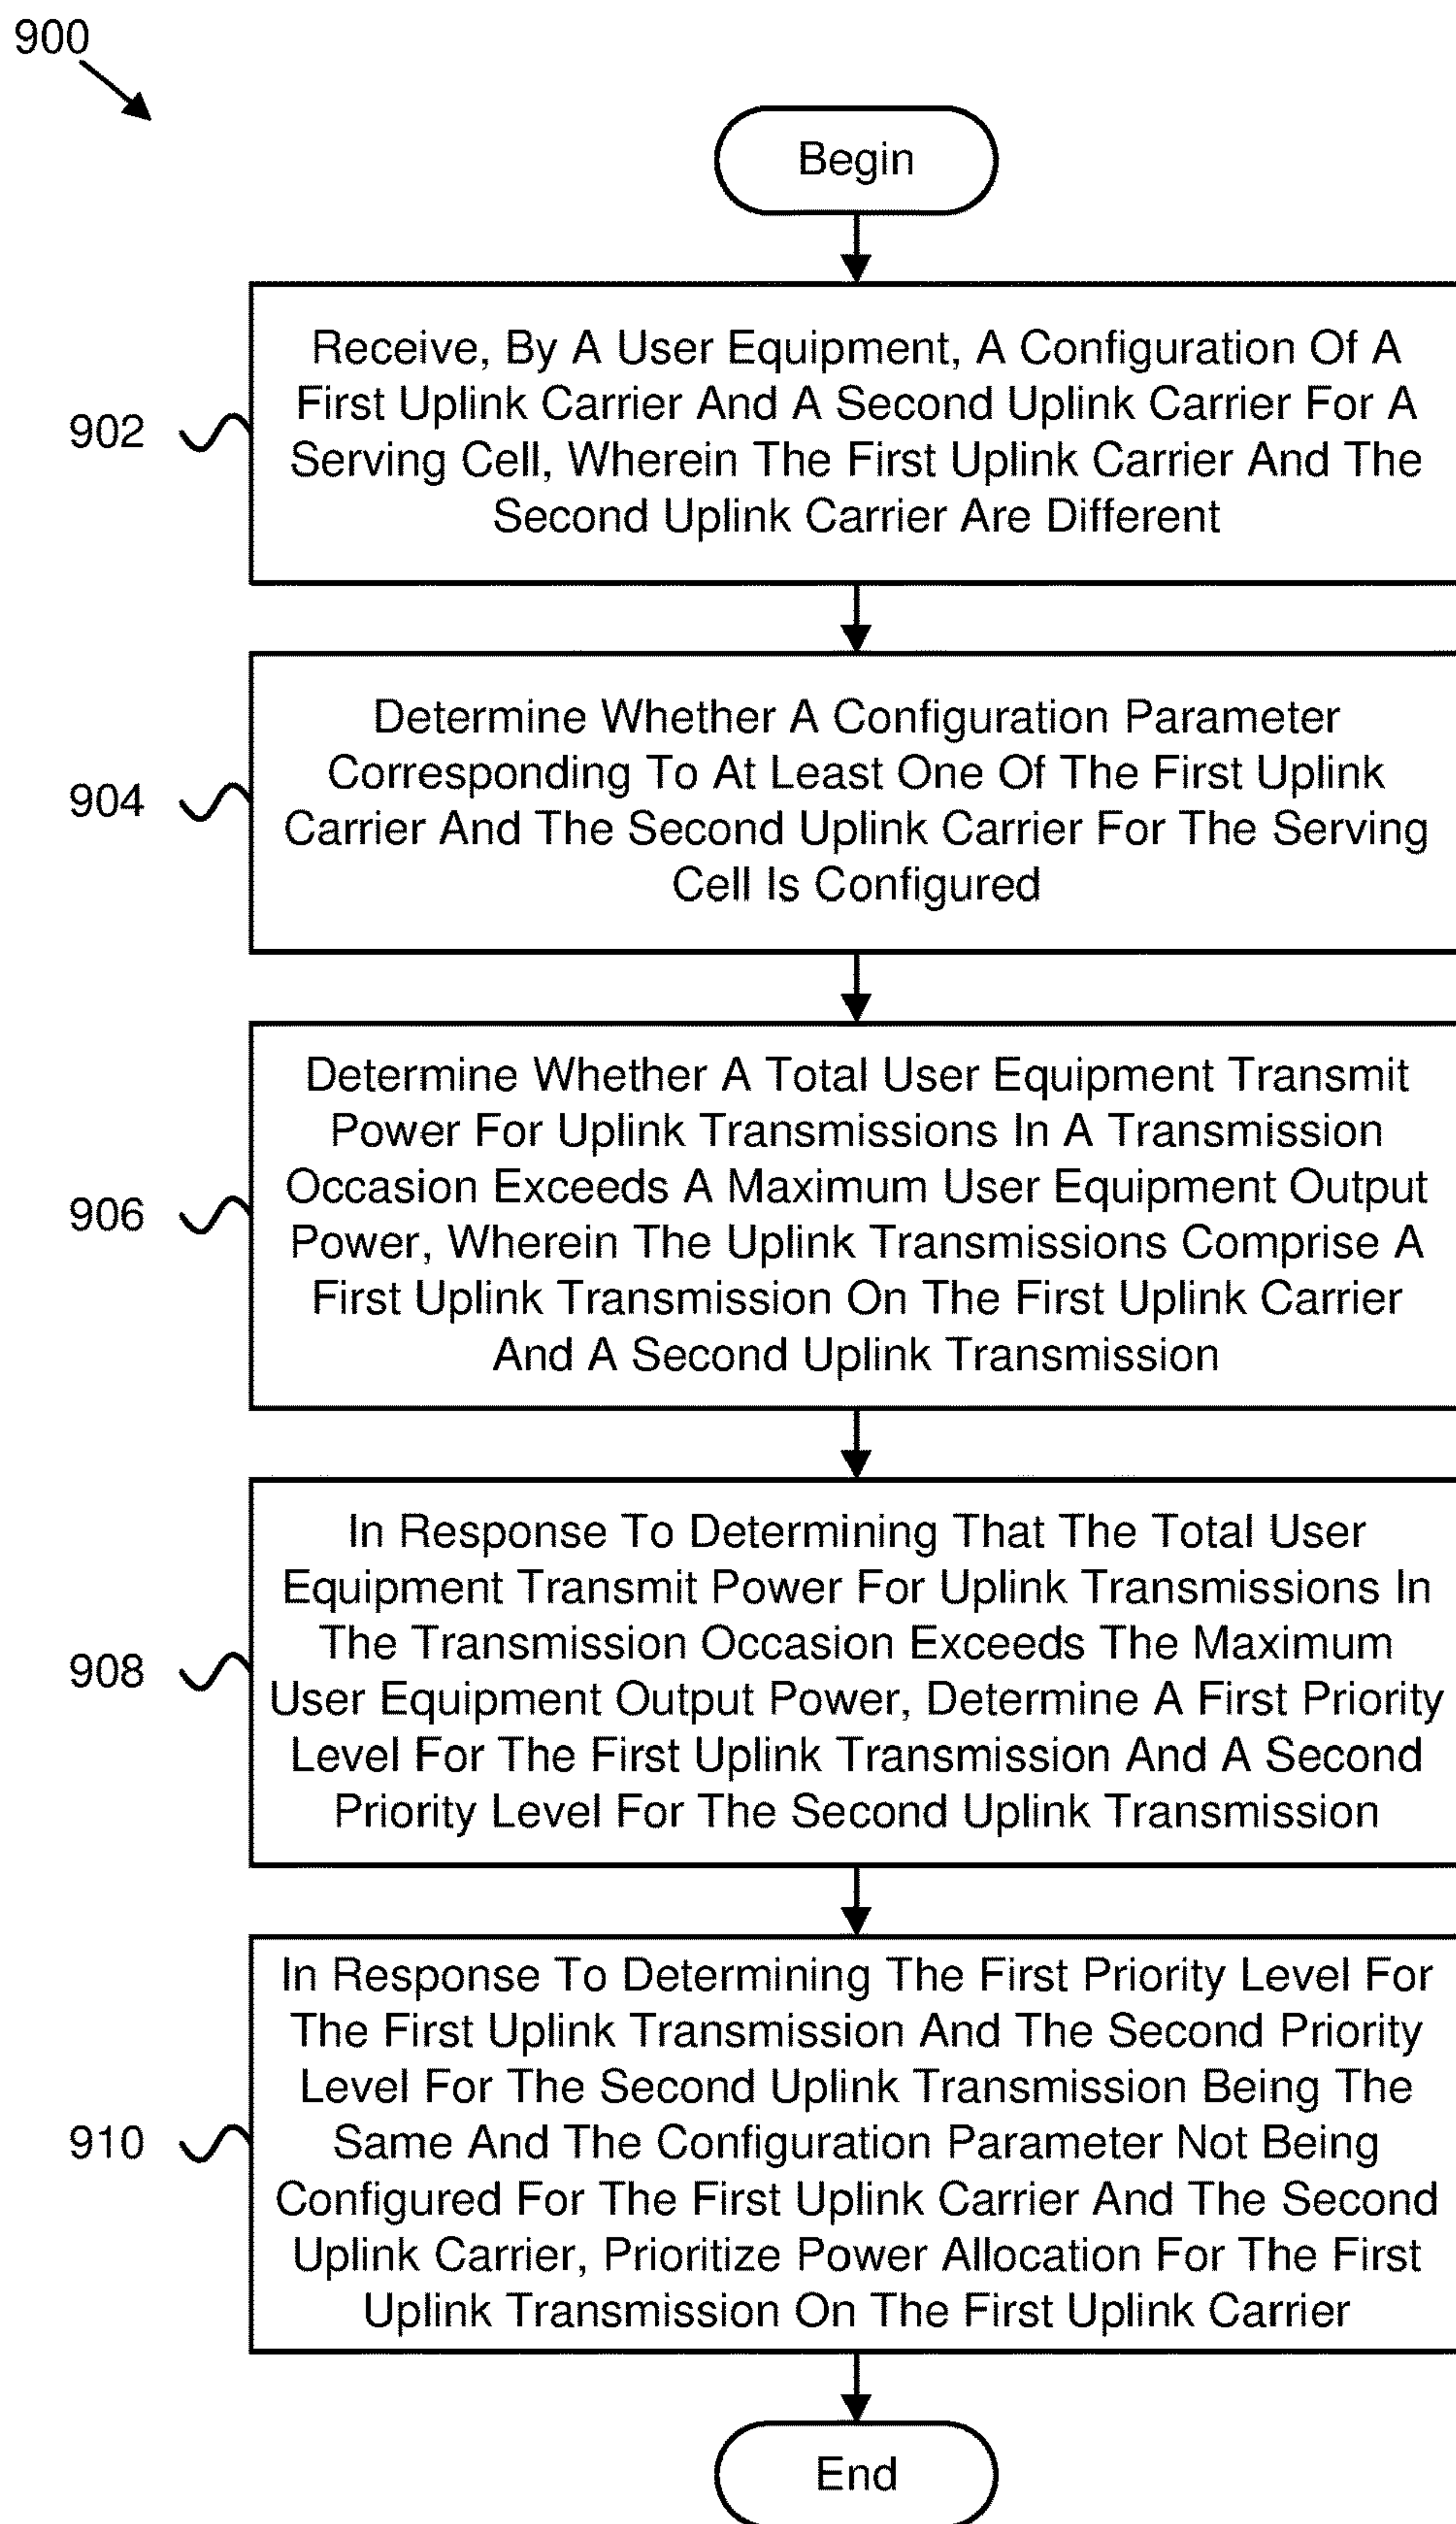 900
Begin
902
Receive, By A User Equipment, A Configuration Of A
First Uplink Carrier And A Second Uplink Carrier For A
Serving Cell, Wherein The First Uplink Carrier And The
Second Uplink Carrier Are Different
904
Determine Whether A Configuration Parameter
Corresponding To At Least One Of The First Uplink
Carrier And The Second Uplink Carrier For The Serving
Cell Is Configured
906
Determine Whether A Total User Equipment Transmit
Power For Uplink Transmissions In A Transmission
Occasion Exceeds A Maximum User Equipment Output
Power, Wherein The Uplink Transmissions Comprise A
First Uplink Transmission On The First Uplink Carrier
And A Second Uplink Transmission
908
In Response To Determining That The Total User
Equipment Transmit Power For Uplink Transmissions In
The Transmission Occasion Exceeds The Maximum
User Equipment Output Power, Determine A First Priority
Level For The First Uplink Transmission And A Second
Priority Level For The Second Uplink Transmission
910
In Response To Determining The First Priority Level For
The First Uplink Transmission And The Second Priority
Level For The Second Uplink Transmission Being The
Same And The Configuration Parameter Not Being
Configured For The First Uplink Carrier And The Second
Uplink Carrier, Prioritize Power Allocation For The First
Uplink Transmission On The First Uplink Carrier
End